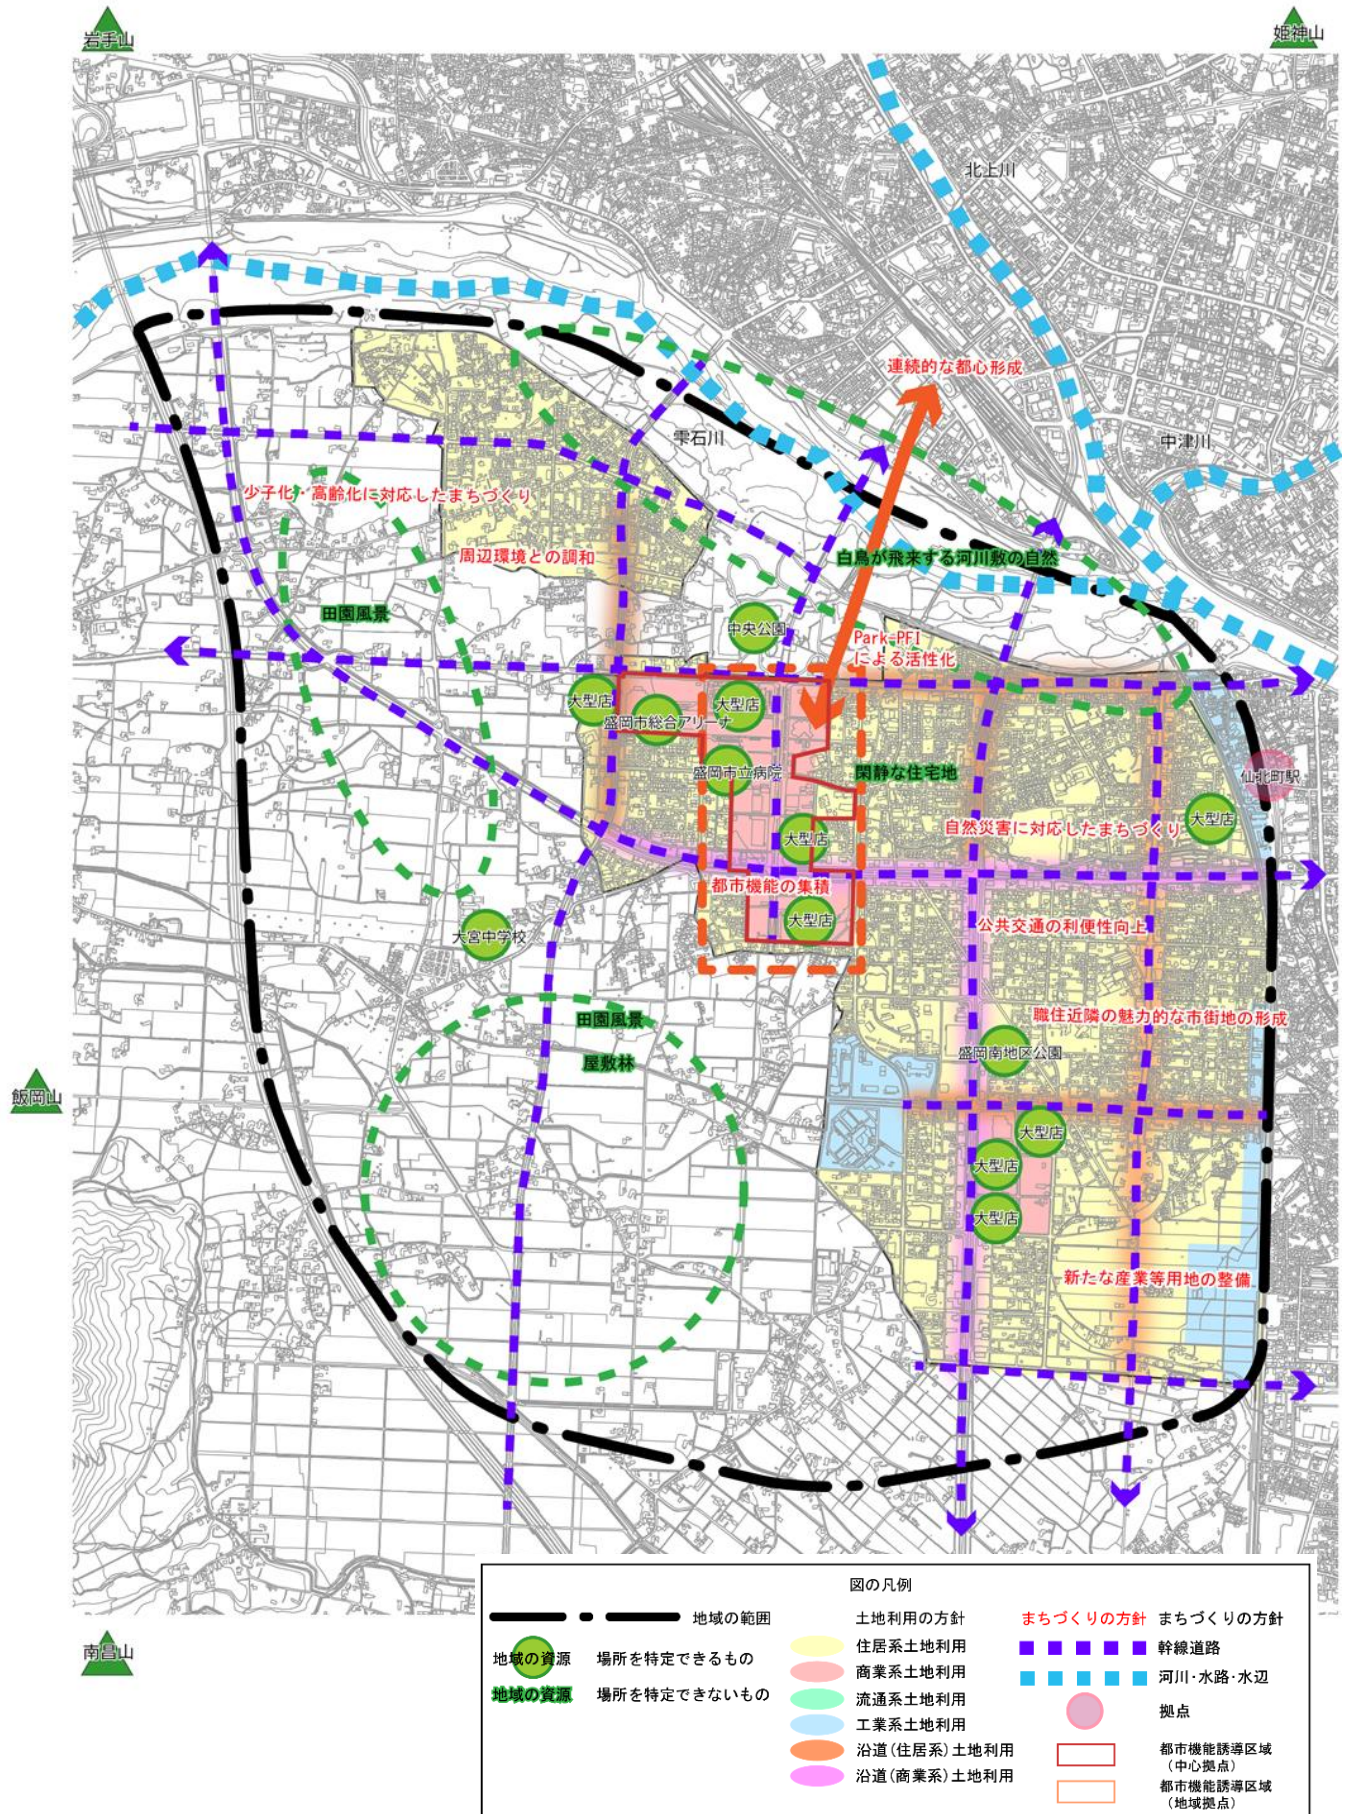 岩手山
姫神山
北上川
連続的な都心形成
雫石川
中津川
少子化・高齢化に対応したまちづくり
周辺環境との調和
白鳥が飛来する河川敷の自然
田園風景
中央公園
Park-PFI
による活性化
大型店
盛岡市総合アリーナ
大型店
盛岡市立病院
閑静な住宅地
仙北町駅
大型店
自然災害に対応したまちづくり
大型店
都市機能の集積
大型店
公共交通の利便性向上
大宮中学校
田園風景
職住近隣の魅力的な市街地の形成
屋敷林
盛岡南地区公園
飯岡山
大型店
大型店
大型店
新たな産業等用地の整備
南昌山
図の凡例
地域の範囲
地域の資源 場所を特定できるもの
地域の資源 場所を特定できないもの
土地利用の方針
住居系土地利用
商業系土地利用
流通系土地利用
工業系土地利用
沿道(住居系)土地利用
沿道(商業系)土地利用
まちづくりの方針 まちづくりの方針
幹線道路
河川・水路・水辺
拠点
都市機能誘導区域
(中心拠点)
都市機能誘導区域
(地域拠点)